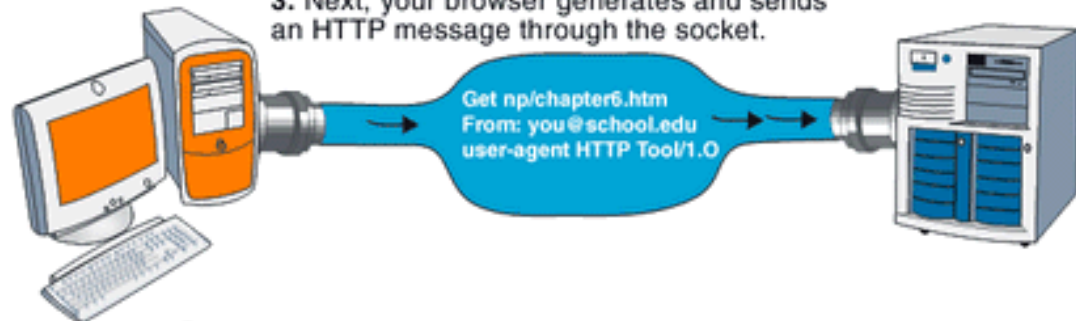 3. Next, your browser generates and sends
an HTTP message through the socket.
Get np/chapter6.htm
From: you@school.edu
user-agent HTTP Tool/1.O